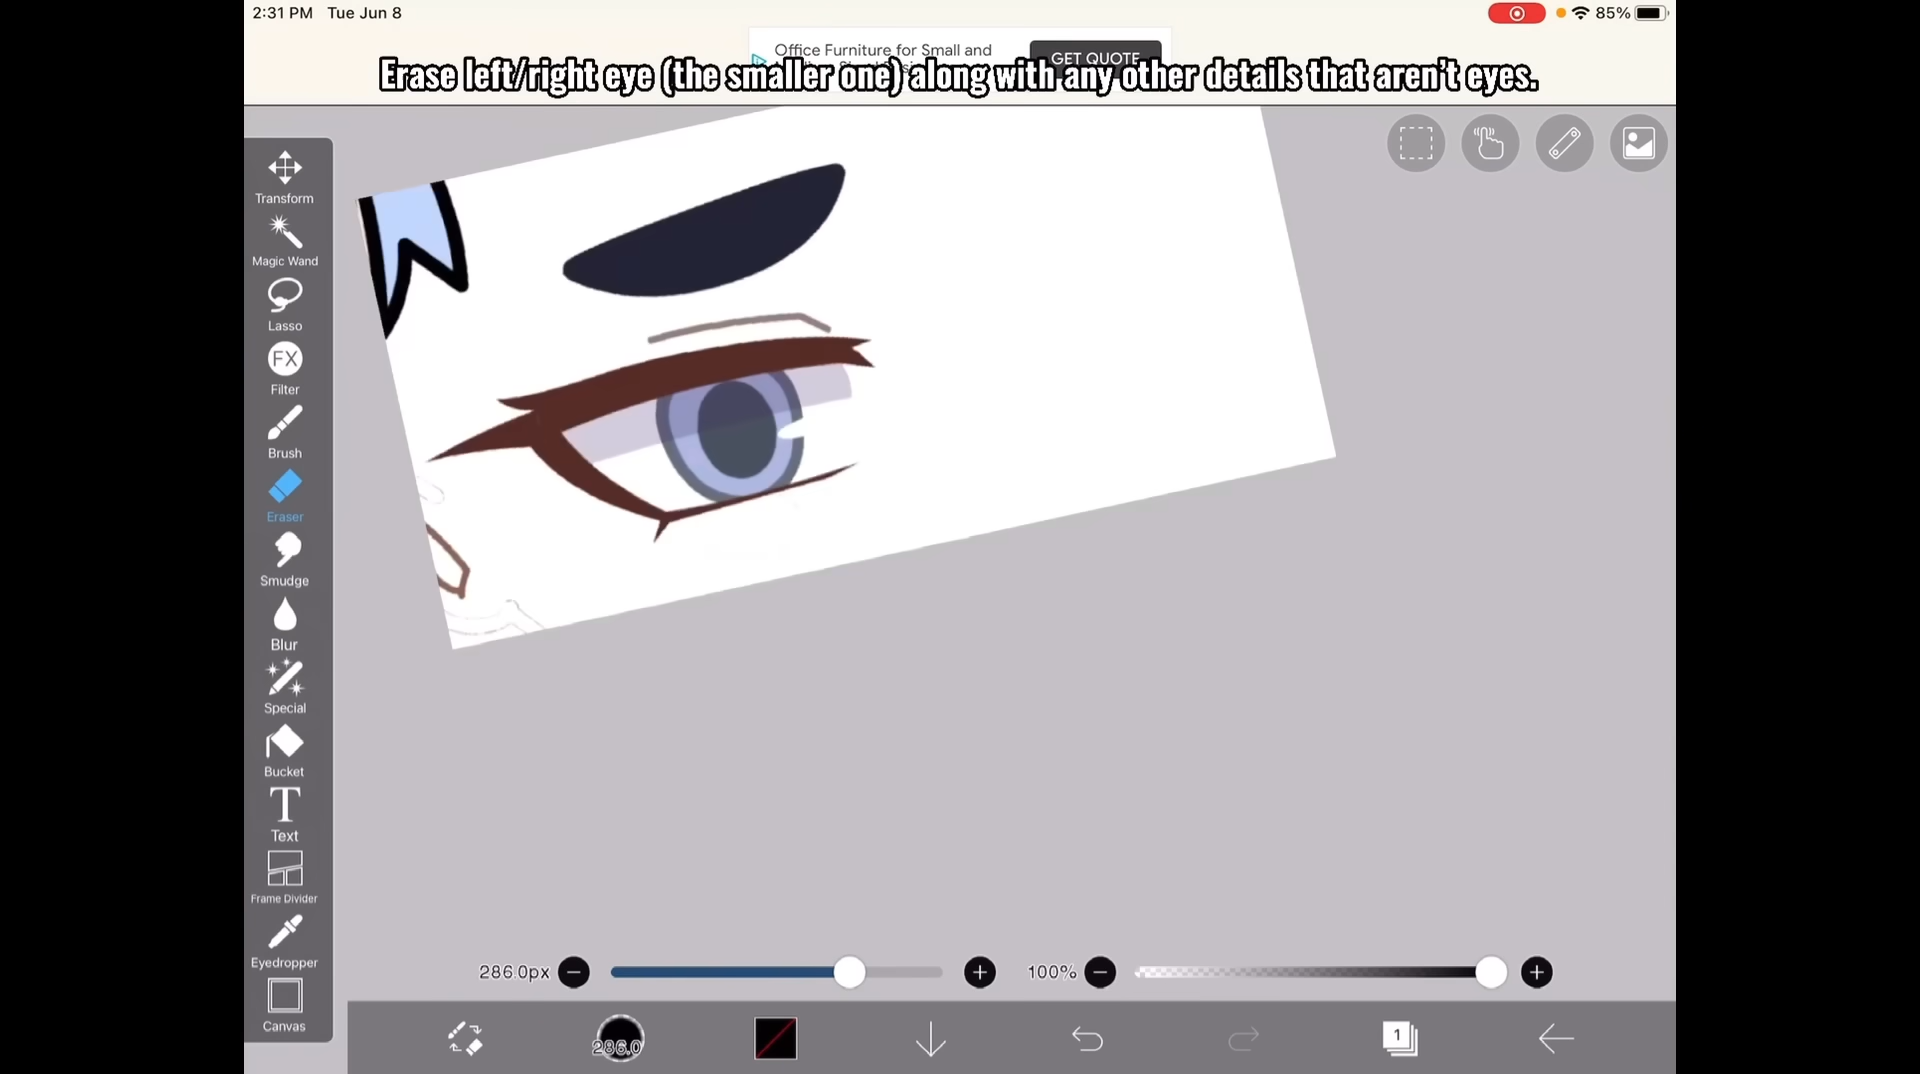 2:31 PM Tue Jun 8
85%
Office Furniture for Small and
GET QUOTE
Erase left/right eye (the smaller one) along with any other details that aren't eyes.
Transform
Magic Wand
Lasso
FX
Filter
Brush
Eraser
Smudge
Blur
Special
Bucket
T
Text
Frame Divider
Eyedropper
Canvas
286.0px
100%
286.0
1